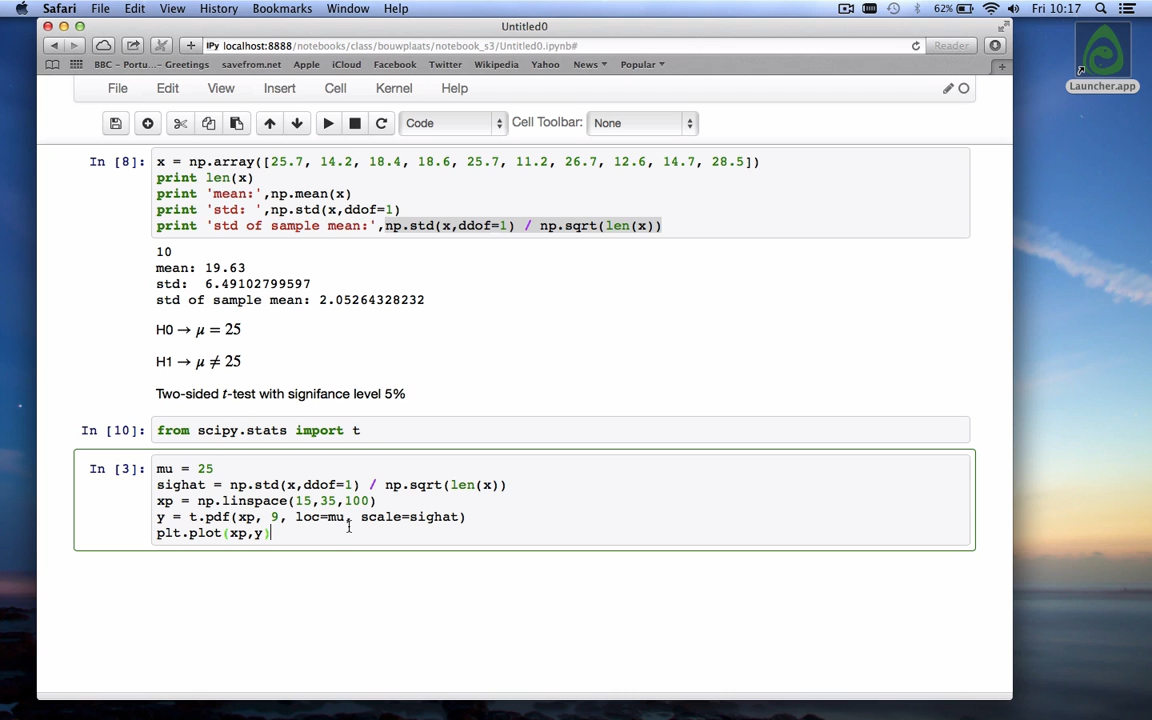 Safari File Edit View History Bookmarks Window Help 62% Fri 10:17
Untitled0
IPy localhost:8888/notebooks/class/bouwplaats/notebook_s3/Untitled0.ipynb# Reader
BBC - Portu... - Greetings savefrom.net Apple iCloud Facebook Twitter Wikipedia Yahoo News Popular
Launcher.app
File Edit View Insert Cell Kernel Help
Code Cell Toolbar: None
In [8]: x = np.array([25.7, 14.2, 18.4, 18.6, 25.7, 11.2, 26.7, 12.6, 14.7, 28.5])
print len(x)
print 'mean:',np.mean(x)
print 'std: ',np.std(x,ddof=1)
print 'std of sample mean:',np.std(x,ddof=1) / np.sqrt(len(x))
10
mean: 19.63
std:  6.49102799597
std of sample mean: 2.05264328232
H0 → μ = 25
H1 → μ ≠ 25
Two-sided t-test with signifance level 5%
In [10]: from scipy.stats import t
In [3]: mu = 25
sighat = np.std(x,ddof=1) / np.sqrt(len(x))
xp = np.linspace(15,35,100)
y = t.pdf(xp, 9, loc=mu, scale=sighat)
plt.plot(xp,y)